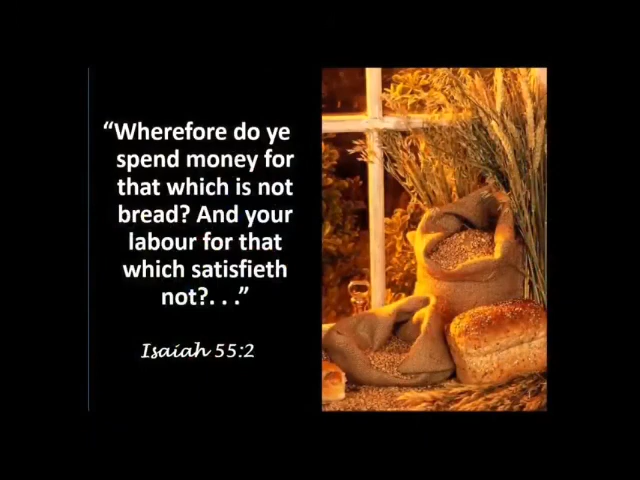 “Wherefore do ye
spend money for
that which is not
bread? And your
labour for that
which satisfieth
not?. . .”
Isaiah 55:2